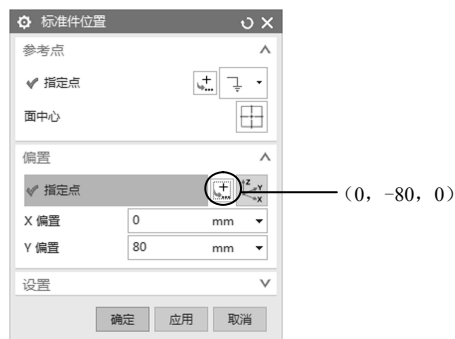 标准件位置
参考点
指定点
面中心
偏置
指定点
Z
Y
X
(0, -80, 0)
X 偏置 0 mm
Y 偏置 80 mm
设置
确定 应用 取消